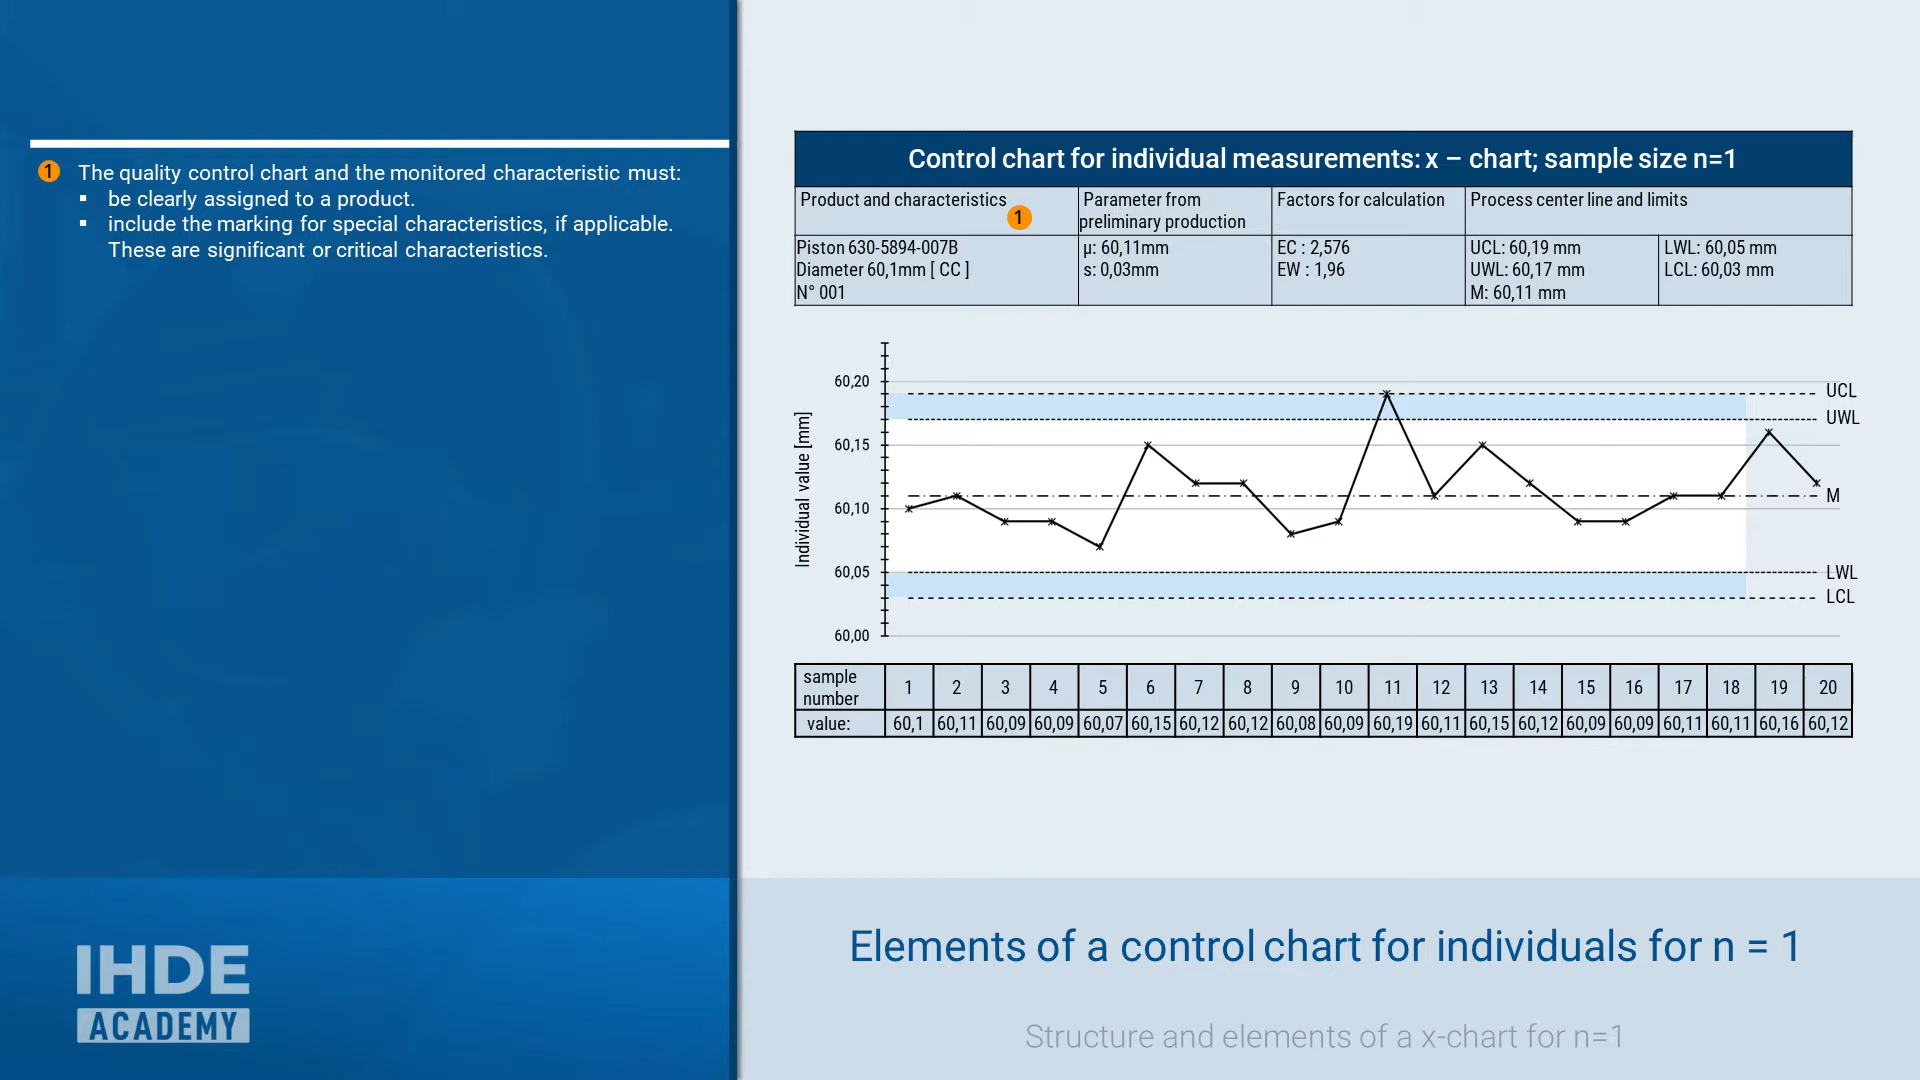 1 The quality control chart and the monitored characteristic must:
▪ be clearly assigned to a product.
▪ include the marking for special characteristics, if applicable.
These are significant or critical characteristics.
IHDE
ACADEMY
Control chart for individual measurements: x – chart; sample size n=1
Product and characteristics 1
Parameter from
preliminary production
Factors for calculation
Process center line and limits
Piston 630-5894-007B
Diameter 60,1mm [ CC ]
N° 001
µ: 60,11mm
s: 0,03mm
EC : 2,576
EW : 1,96
UCL: 60,19 mm
UWL: 60,17 mm
M: 60,11 mm
LWL: 60,05 mm
LCL: 60,03 mm
Individual value [mm]
60,20
60,15
60,10
60,05
60,00
UCL
UWL
M
LWL
LCL
sample
number
1 2 3 4 5 6 7 8 9 10 11 12 13 14 15 16 17 18 19 20
value: 60,1 60,11 60,09 60,09 60,07 60,15 60,12 60,12 60,08 60,09 60,19 60,11 60,15 60,12 60,09 60,09 60,11 60,11 60,16 60,12
Elements of a control chart for individuals for n = 1
Structure and elements of a x-chart for n=1